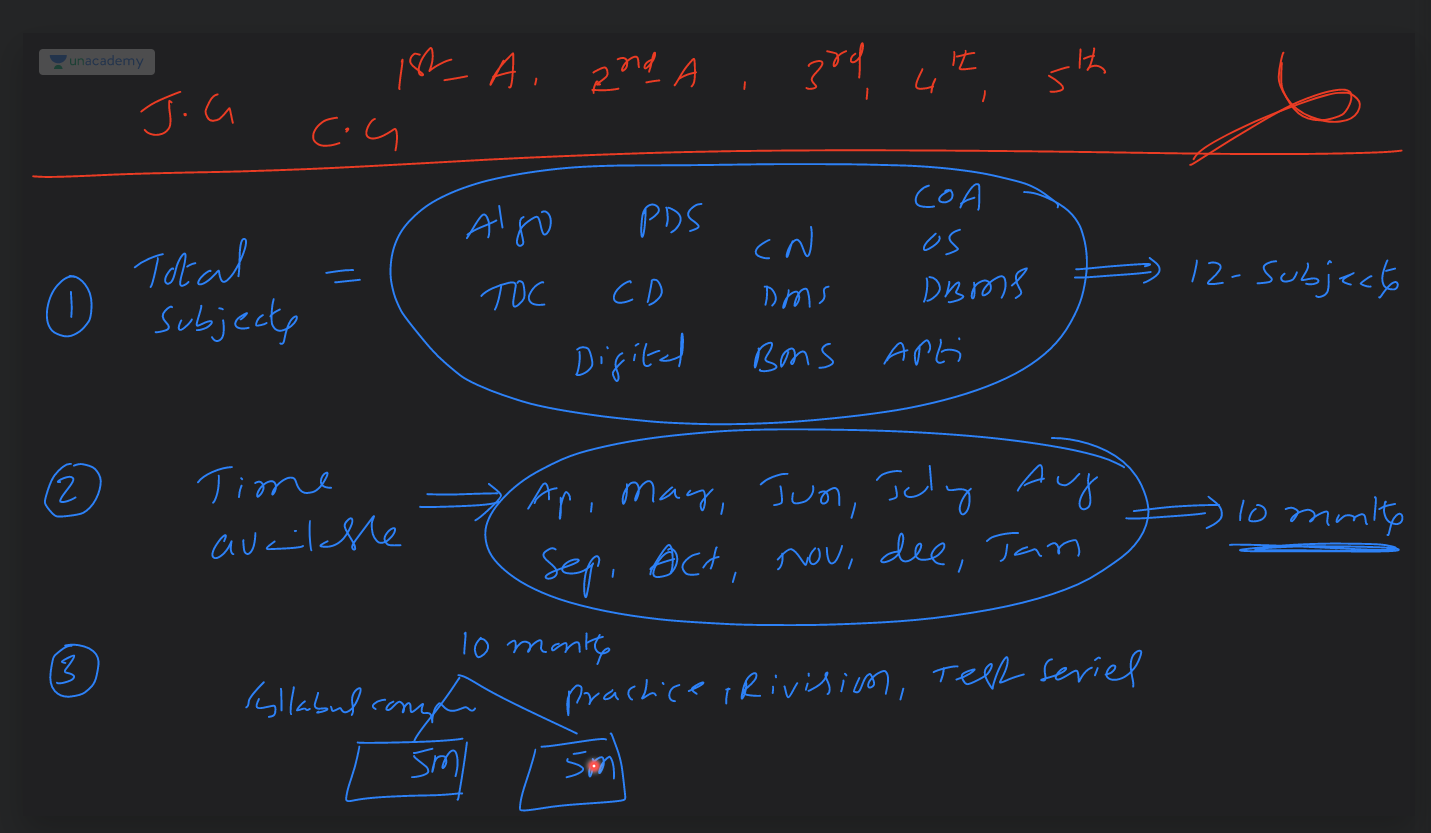 unacademy
1st - A, 2nd - A, 3rd, 4th, 5th
J.G C.G
① Total Subjects = Algo PDS CN COA OS
TOC CD DMS DBMS
Digital BMS APti
⇒ 12-Subjects
② Time available ⇒ Ap, may, Jun, July Aug
Sep, Oct, Nov, dec, Jan
⇒ 10 months
③ 10 months
Syllabus comp practice, Rivision, Test Series
5m 5m